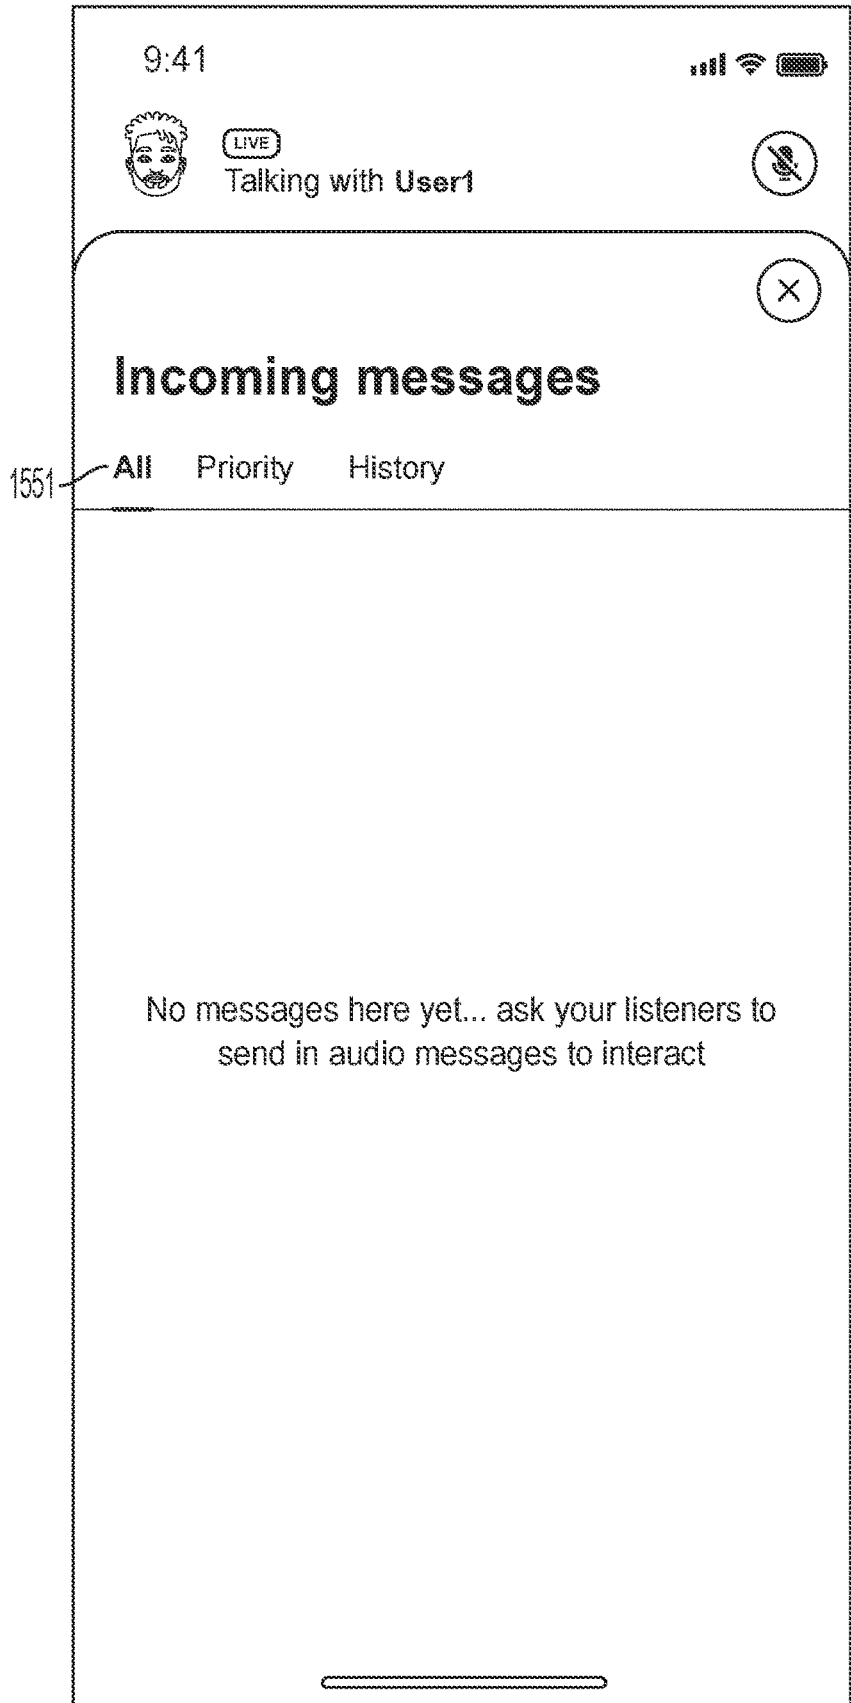 9:41
LIVE
Talking with User1
Incoming messages
1551 All Priority History
No messages here yet... ask your listeners to
send in audio messages to interact